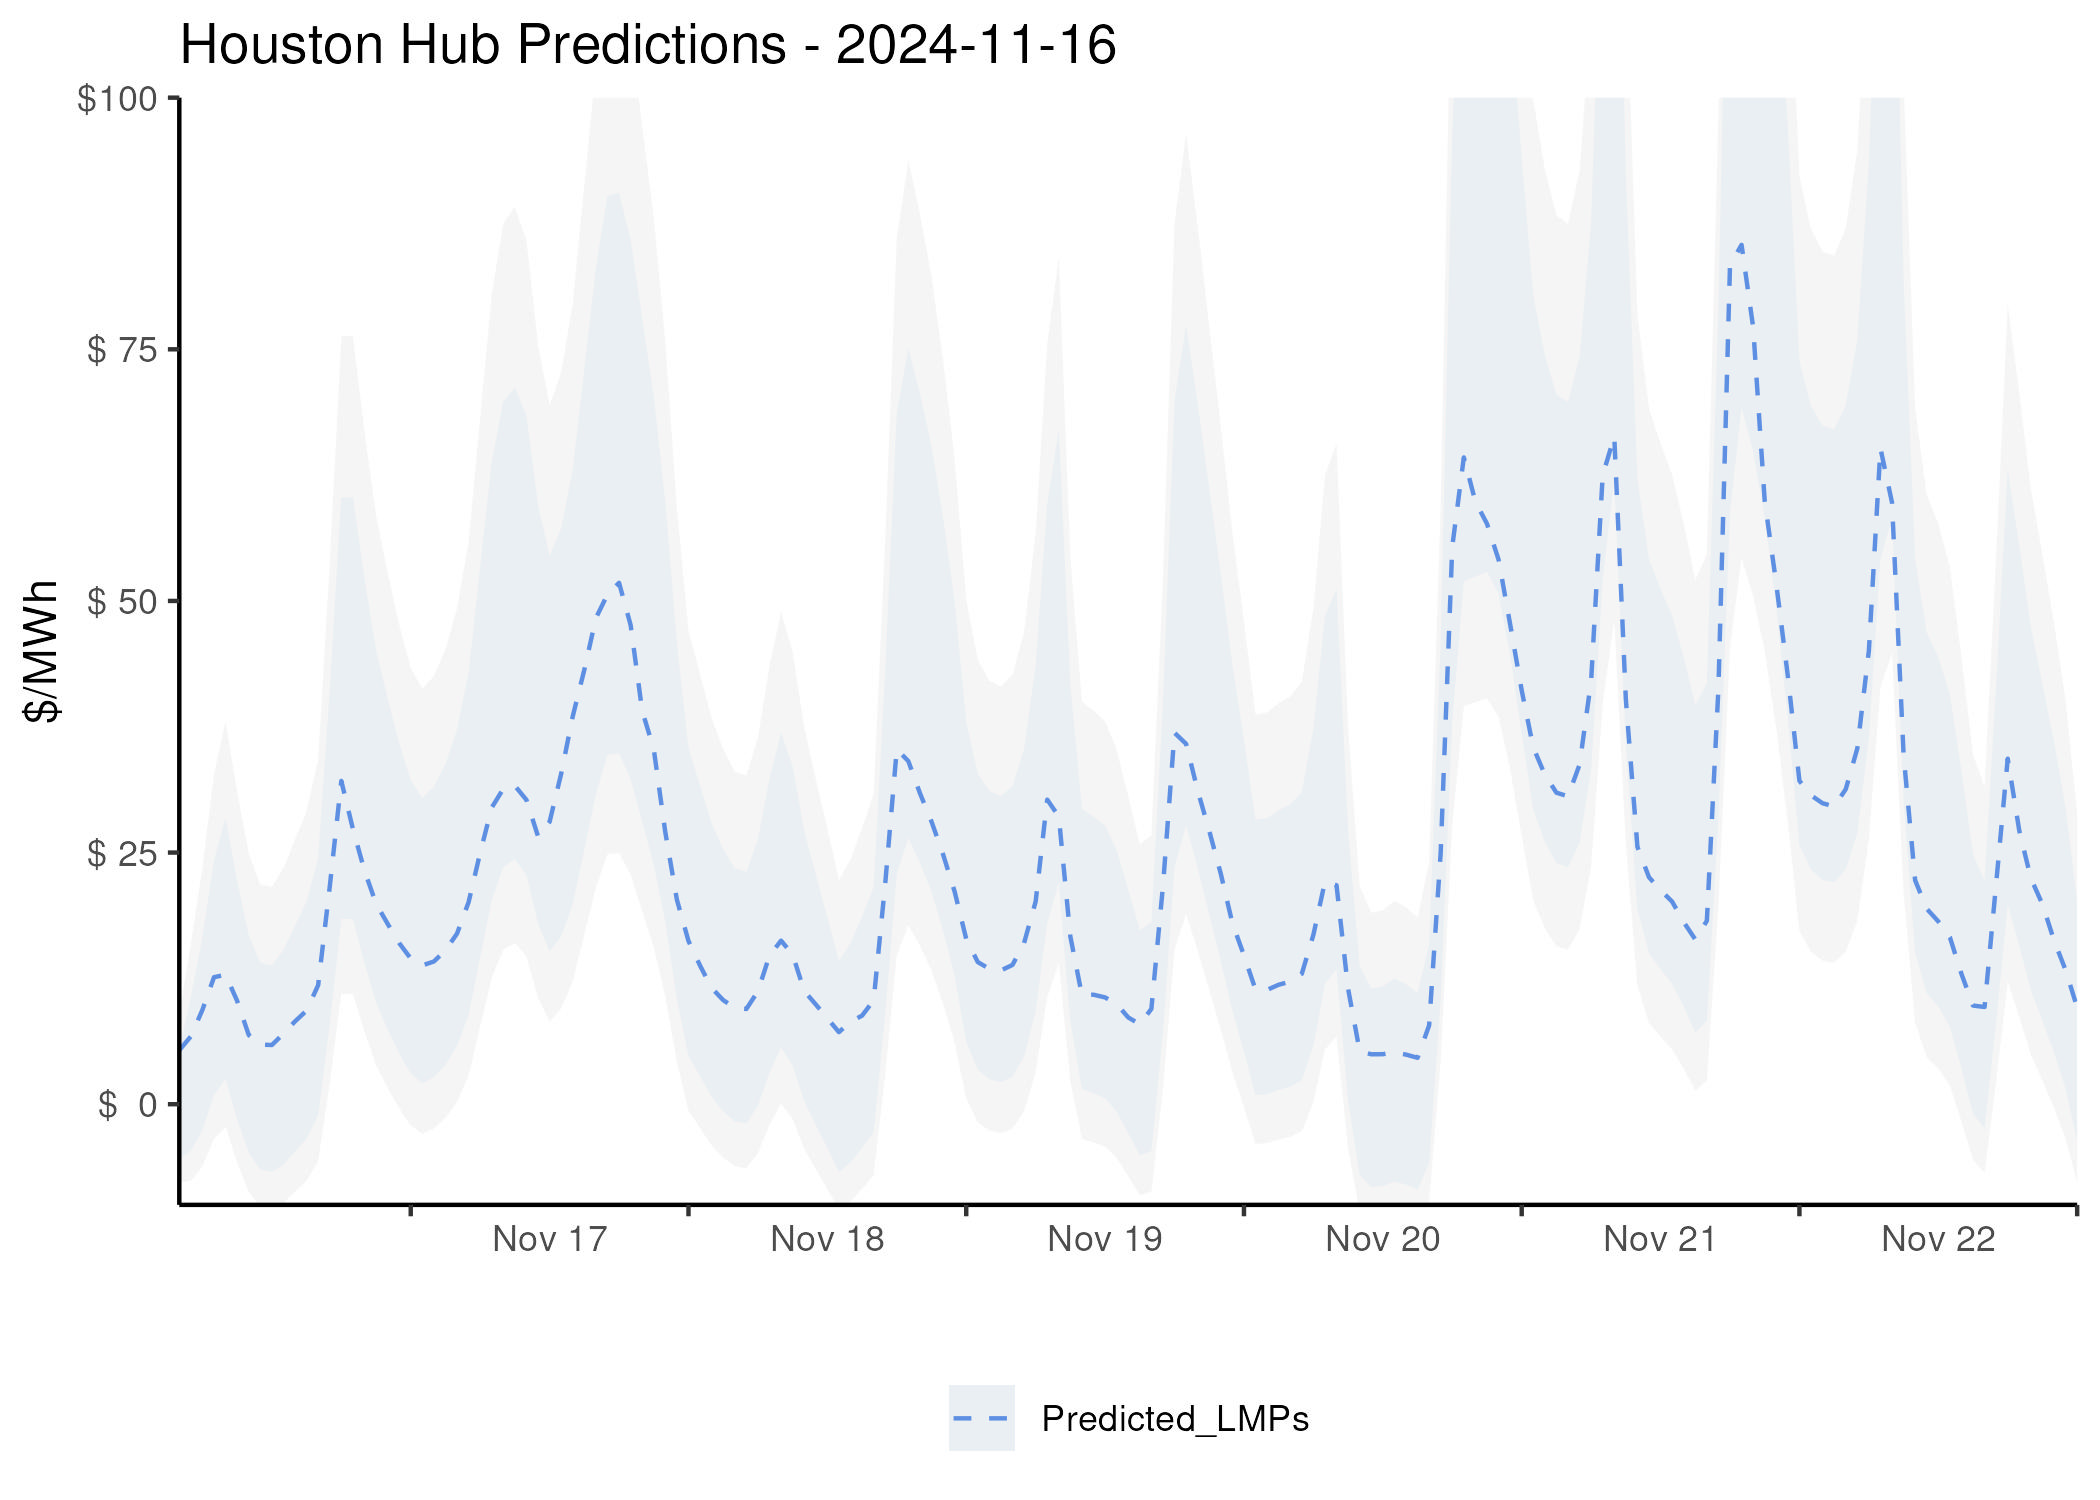 Houston Hub Predictions - 2024-11-16
$100
$ 75
$ 50
$ 25
$ 0
$/MWh
Nov 17
Nov 18
Nov 19
Nov 20
Nov 21
Nov 22
Predicted_LMPs